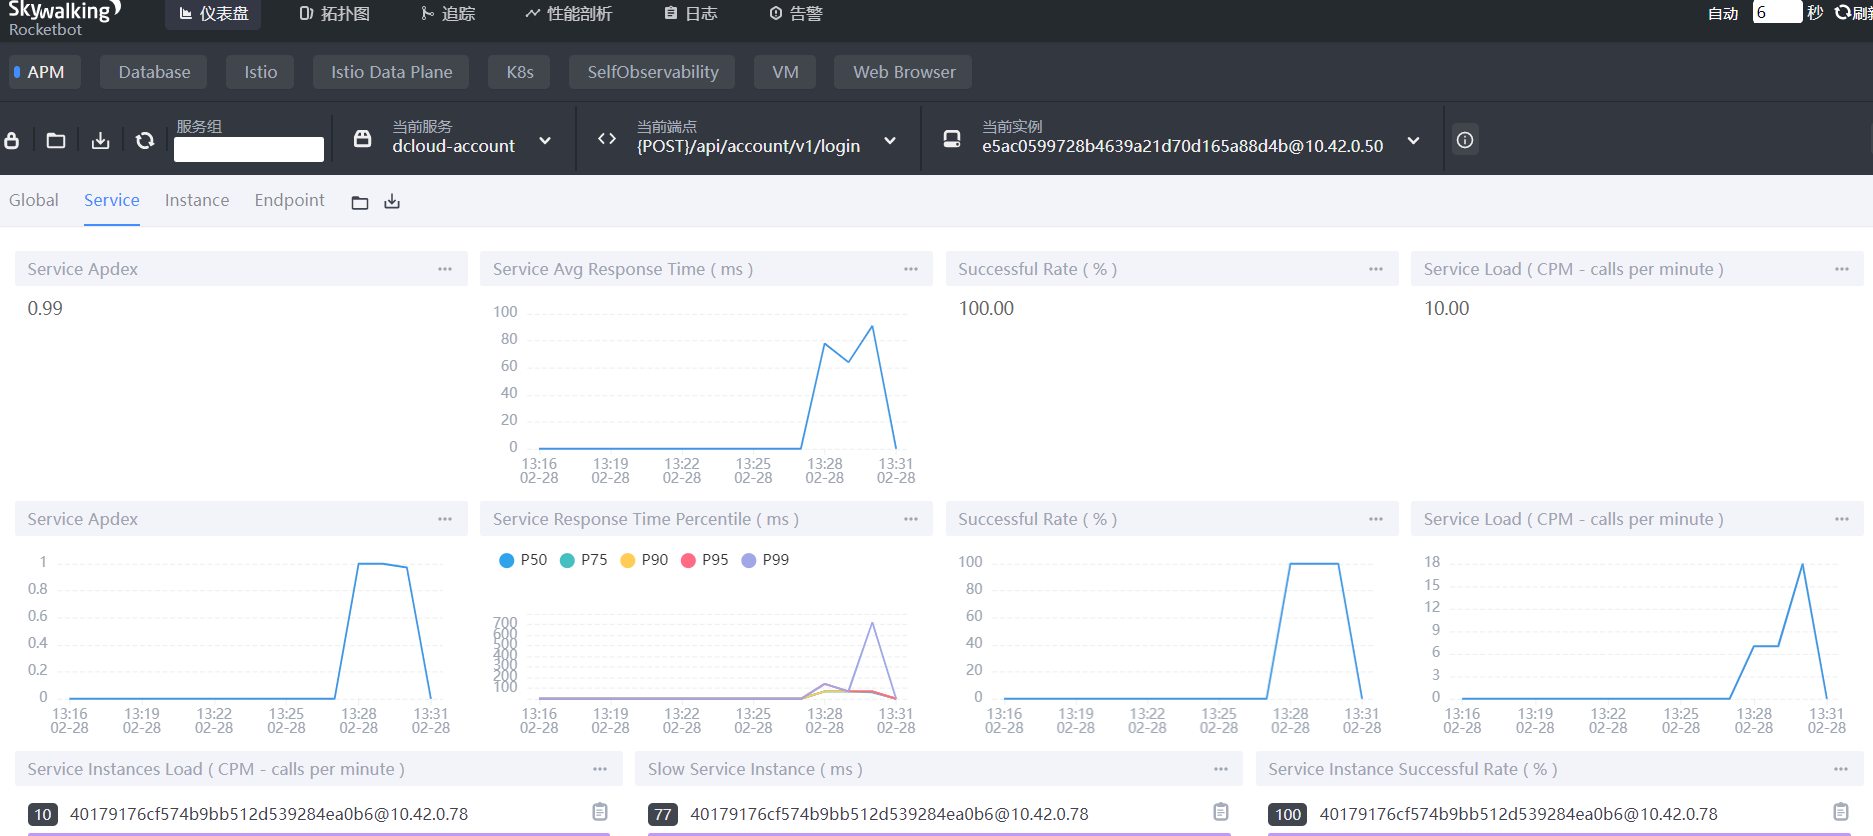 Skywalking
Rocketbot
仪表盘
拓扑图
追踪
性能剖析
日志
告警
自动 6 秒 刷新
APM
Database
Istio
Istio Data Plane
K8s
SelfObservability
VM
Web Browser
服务组
当前服务
dcloud-account
当前端点
{POST}/api/account/v1/login
当前实例
e5ac0599728b4639a21d70d165a88d4b@10.42.0.50
Global Service Instance Endpoint
Service Apdex
0.99
Service Avg Response Time ( ms )
100
80
60
40
20
0
13:16 13:19 13:22 13:25 13:28 13:31
02-28 02-28 02-28 02-28 02-28 02-28
Successful Rate ( % )
100.00
Service Load ( CPM - calls per minute )
10.00
Service Apdex
1
0.8
0.6
0.4
0.2
0
13:16 13:19 13:22 13:25 13:28 13:31
02-28 02-28 02-28 02-28 02-28 02-28
Service Response Time Percentile ( ms )
P50 P75 P90 P95 P99
700
600
500
400
300
200
100
13:16 13:19 13:22 13:25 13:28 13:31
02-28 02-28 02-28 02-28 02-28 02-28
Successful Rate ( % )
100
80
60
40
20
0
13:16 13:19 13:22 13:25 13:28 13:31
02-28 02-28 02-28 02-28 02-28 02-28
Service Load ( CPM - calls per minute )
18
15
12
9
6
3
0
13:16 13:19 13:22 13:25 13:28 13:31
02-28 02-28 02-28 02-28 02-28 02-28
Service Instances Load ( CPM - calls per minute )
10 40179176cf574b9bb512d539284ea0b6@10.42.0.78
Slow Service Instance ( ms )
77 40179176cf574b9bb512d539284ea0b6@10.42.0.78
Service Instance Successful Rate ( % )
100 40179176cf574b9bb512d539284ea0b6@10.42.0.78